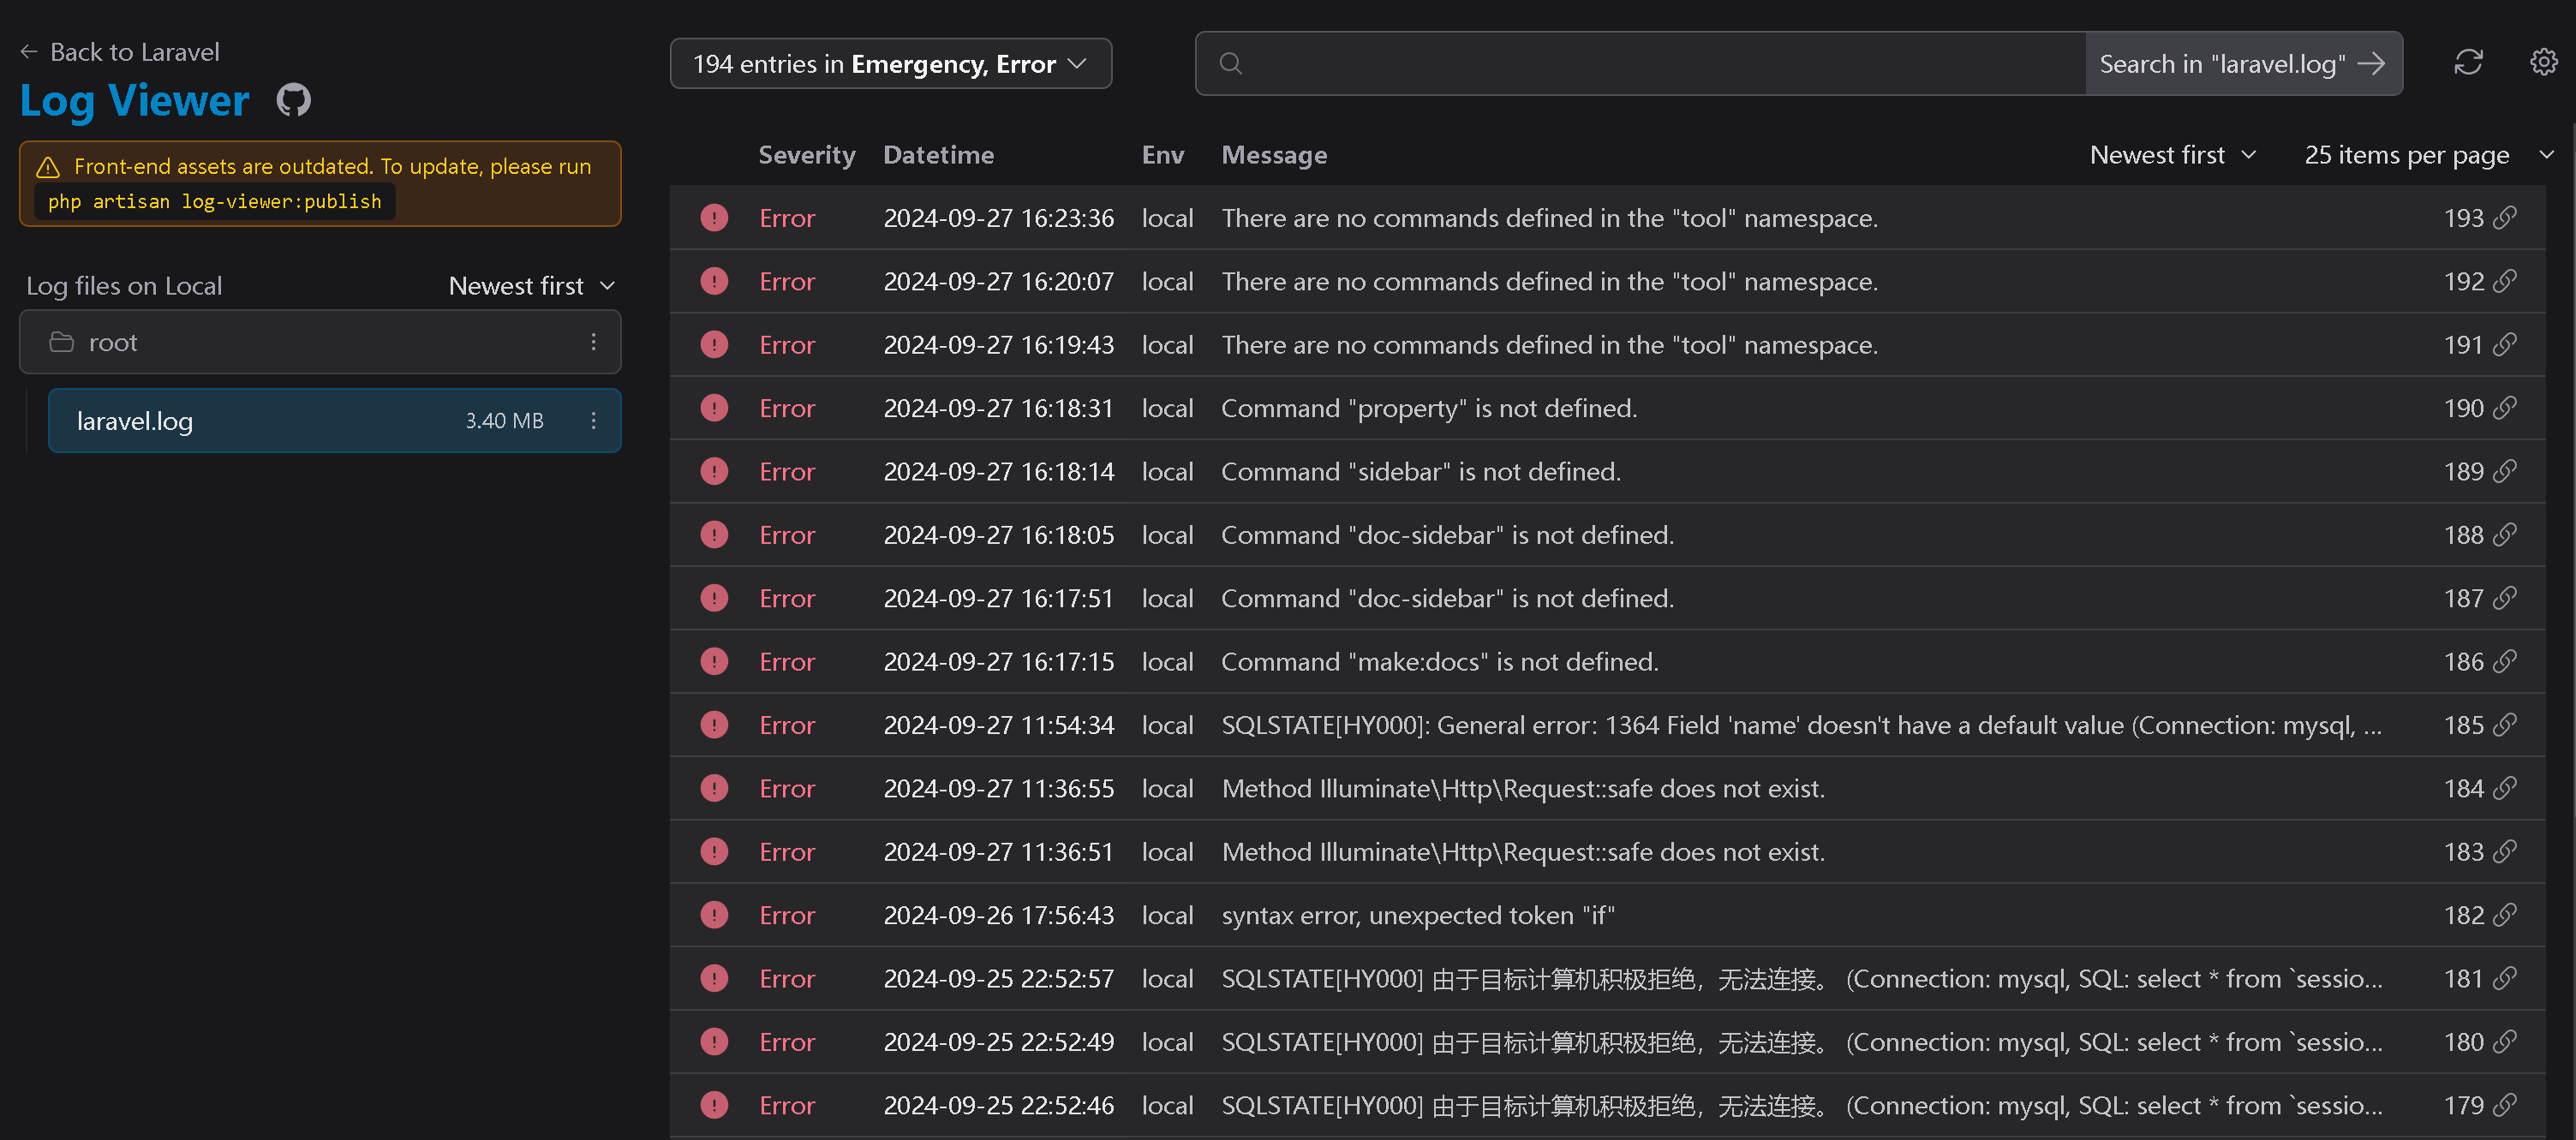 Back to Laravel
Log Viewer
Front-end assets are outdated. To update, please run
php artisan log-viewer:publish
Log files on Local Newest first
root
laravel.log 3.40 MB
194 entries in Emergency, Error
Search in "laravel.log"
Severity Datetime Env Message Newest first 25 items per page
Error 2024-09-27 16:23:36 local There are no commands defined in the "tool" namespace. 193
Error 2024-09-27 16:20:07 local There are no commands defined in the "tool" namespace. 192
Error 2024-09-27 16:19:43 local There are no commands defined in the "tool" namespace. 191
Error 2024-09-27 16:18:31 local Command "property" is not defined. 190
Error 2024-09-27 16:18:14 local Command "sidebar" is not defined. 189
Error 2024-09-27 16:18:05 local Command "doc-sidebar" is not defined. 188
Error 2024-09-27 16:17:51 local Command "doc-sidebar" is not defined. 187
Error 2024-09-27 16:17:15 local Command "make:docs" is not defined. 186
Error 2024-09-27 11:54:34 local SQLSTATE[HY000]: General error: 1364 Field 'name' doesn't have a default value (Connection: mysql, ... 185
Error 2024-09-27 11:36:55 local Method Illuminate\Http\Request::safe does not exist. 184
Error 2024-09-27 11:36:51 local Method Illuminate\Http\Request::safe does not exist. 183
Error 2024-09-26 17:56:43 local syntax error, unexpected token "if" 182
Error 2024-09-25 22:52:57 local SQLSTATE[HY000] 由于目标计算机积极拒绝，无法连接。 (Connection: mysql, SQL: select * from `sessio... 181
Error 2024-09-25 22:52:49 local SQLSTATE[HY000] 由于目标计算机积极拒绝，无法连接。 (Connection: mysql, SQL: select * from `sessio... 180
Error 2024-09-25 22:52:46 local SQLSTATE[HY000] 由于目标计算机积极拒绝，无法连接。 (Connection: mysql, SQL: select * from `sessio... 179